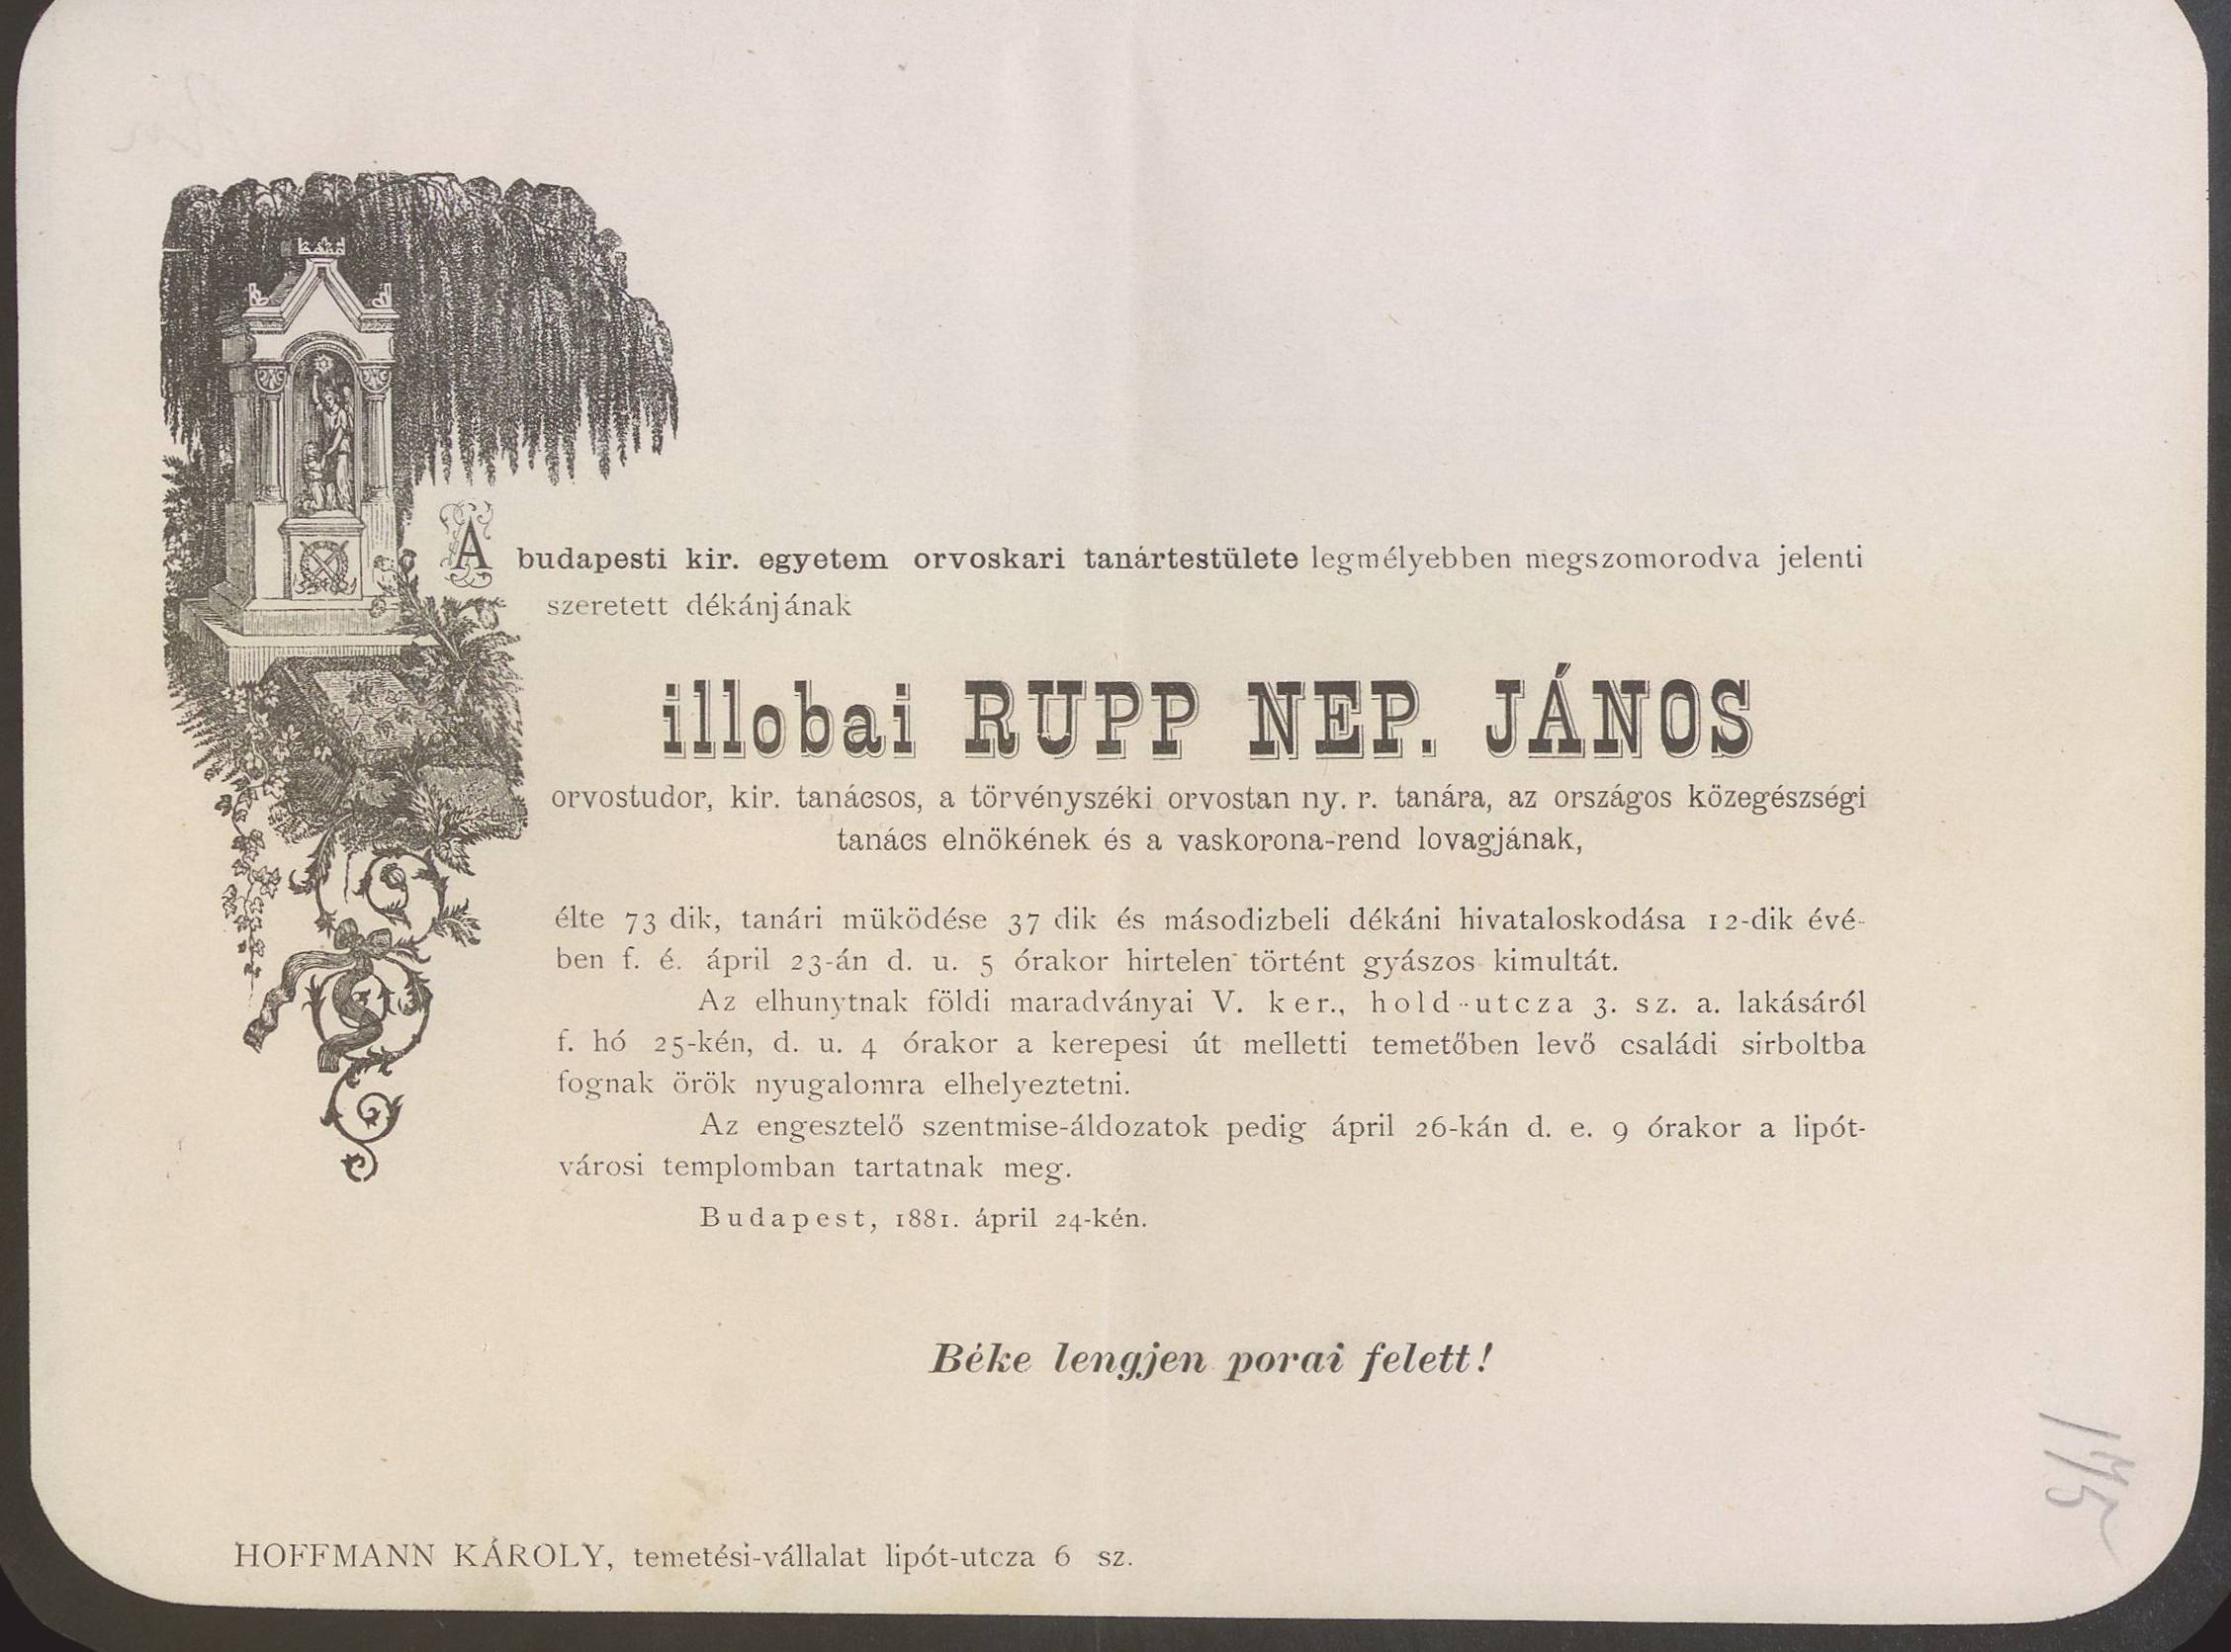 A budapesti kir. egyetem orvoskari tanártestülete legmélyebben megszomorodva jelenti
szeretett dékánjának
illobai RUPP NEP. JÁNOS
orvostudor, kir. tanácsos, a törvényszéki orvostan ny. r. tanára, az országos közegészségi
tanács elnökének és a vaskorona-rend lovagjának,
élte 73 dik, tanári müködése 37 dik és másodizbeli dékáni hivataloskodása 12-dik évé-
ben f. é. ápril 23-án d. u. 5 órakor hirtelen történt gyászos kimultát.
Az elhunytnak földi maradványai V. ker., hold-utcza 3. sz. a. lakásáról
f. hó 25-kén, d. u. 4 órakor a kerepesi út melletti temetőben levő családi sirboltba
fognak örök nyugalomra elhelyeztetni.
Az engesztelő szentmise-áldozatok pedig ápril 26-kán d. e. 9 órakor a lipót-
városi templomban tartatnak meg.
Budapest, 1881. ápril 24-kén.
Béke lengjen porai felett!
HOFFMANN KÁROLY, temetési-vállalat lipót-utcza 6 sz.